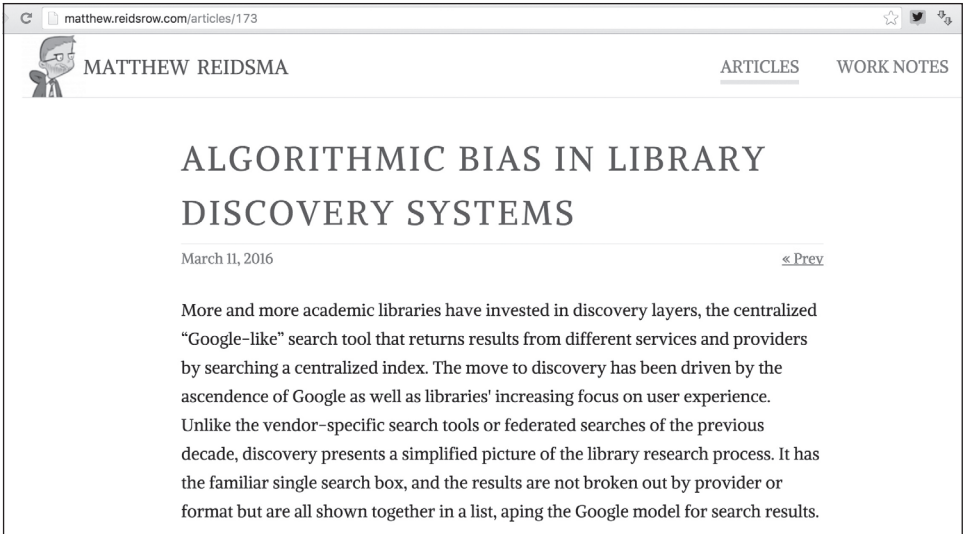 matthew.reidsrow.com/articles/173
MATTHEW REIDSMA
ARTICLES WORK NOTES
ALGORITHMIC BIAS IN LIBRARY
DISCOVERY SYSTEMS
March 11, 2016 « Prev
More and more academic libraries have invested in discovery layers, the centralized
“Google-like” search tool that returns results from different services and providers
by searching a centralized index. The move to discovery has been driven by the
ascendence of Google as well as libraries' increasing focus on user experience.
Unlike the vendor-specific search tools or federated searches of the previous
decade, discovery presents a simplified picture of the library research process. It has
the familiar single search box, and the results are not broken out by provider or
format but are all shown together in a list, aping the Google model for search results.